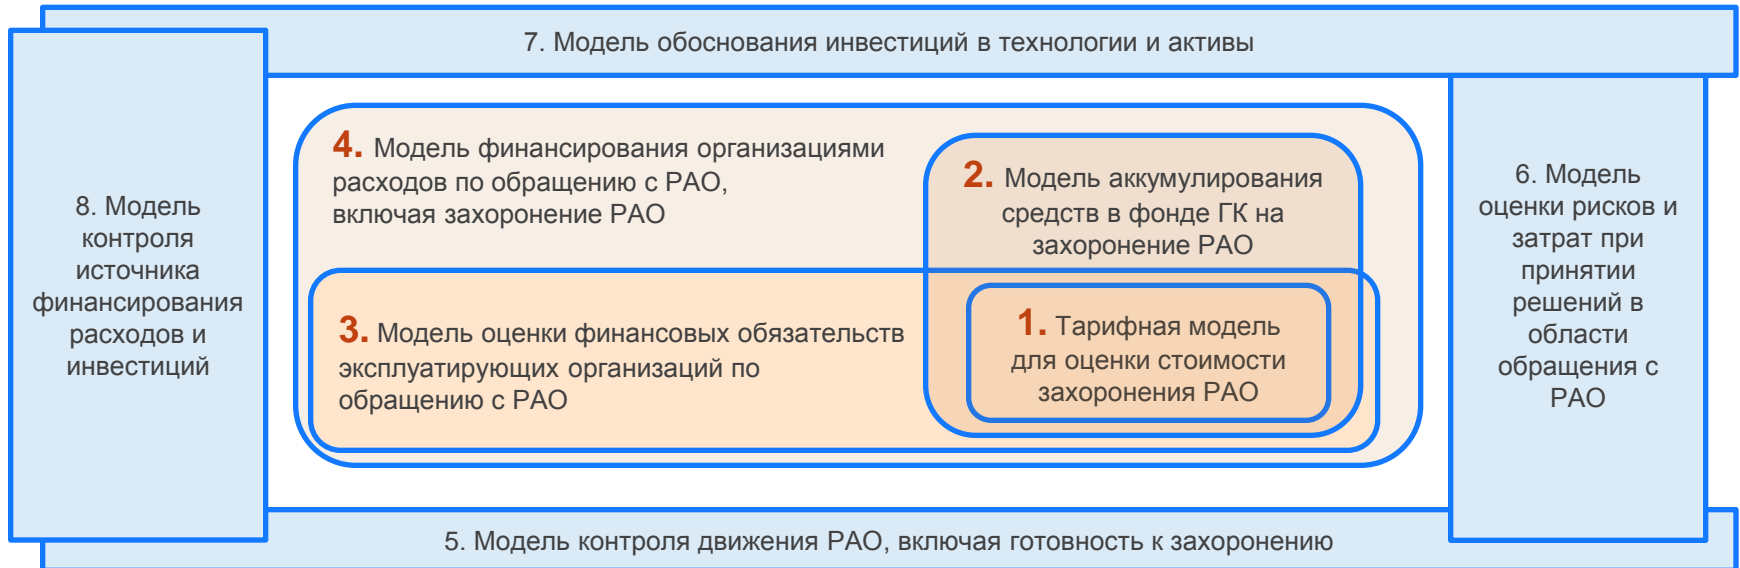 7. Модель обоснования инвестиций в технологии и активы
8. Модель
контроля
источника
финансирования
расходов и
инвестиций
4. Модель финансирования организациями
расходов по обращению с РАО,
включая захоронение РАО
2. Модель аккумулирования
средств в фонде ГК на
захоронение РАО
3. Модель оценки финансовых обязательств
эксплуатирующих организаций по
обращению с РАО
1. Тарифная модель
для оценки стоимости
захоронения РАО
6. Модель
оценки рисков и
затрат при
принятии
решений в
области
обращения с
РАО
5. Модель контроля движения РАО, включая готовность к захоронению